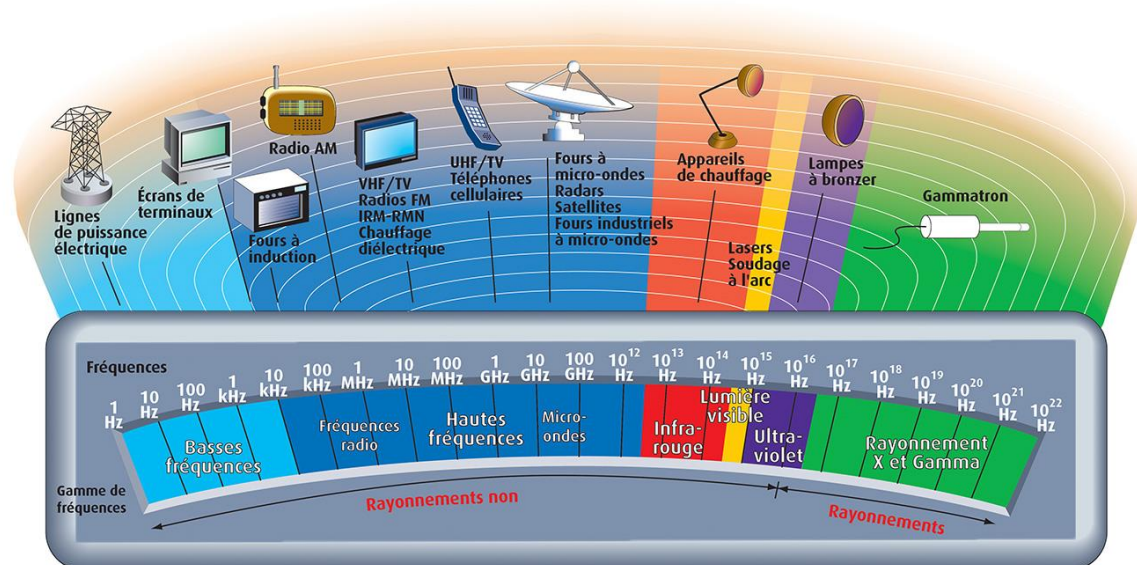 Lignes
de puissance
électrique
Écrans de
terminaux
Radio AM
Fours à
induction
VHF/TV
Radios FM
IRM-RMN
Chauffage
diélectrique
UHF/TV
Téléphones
cellulaires
Fours à
micro-ondes
Radars
Satellites
Fours industriels
à micro-ondes
Appareils
de chauffage
Lasers
Soudage
à l'arc
Lampes
à bronzer
Gammatron
Fréquences
1
Hz
10
Hz
100
Hz
1
kHz
10
kHz
100
kHz
1
MHz
10
MHz
100
MHz
1
GHz
10
GHz
100
GHz
10¹²
Hz
10¹³
Hz
10¹⁴
Hz
10¹⁵
Hz
10¹⁶
Hz
10¹⁷
Hz
10¹⁸
Hz
10¹⁹
Hz
10²⁰
Hz
10²¹
Hz
10²²
Hz
Basses
fréquences
Fréquences
radio
Hautes
fréquences
Micro-
ondes
Infra-
rouge
Lumière
visible
Ultra-
violet
Rayonnement
X et Gamma
Gamme de
fréquences
Rayonnements non
Rayonnements